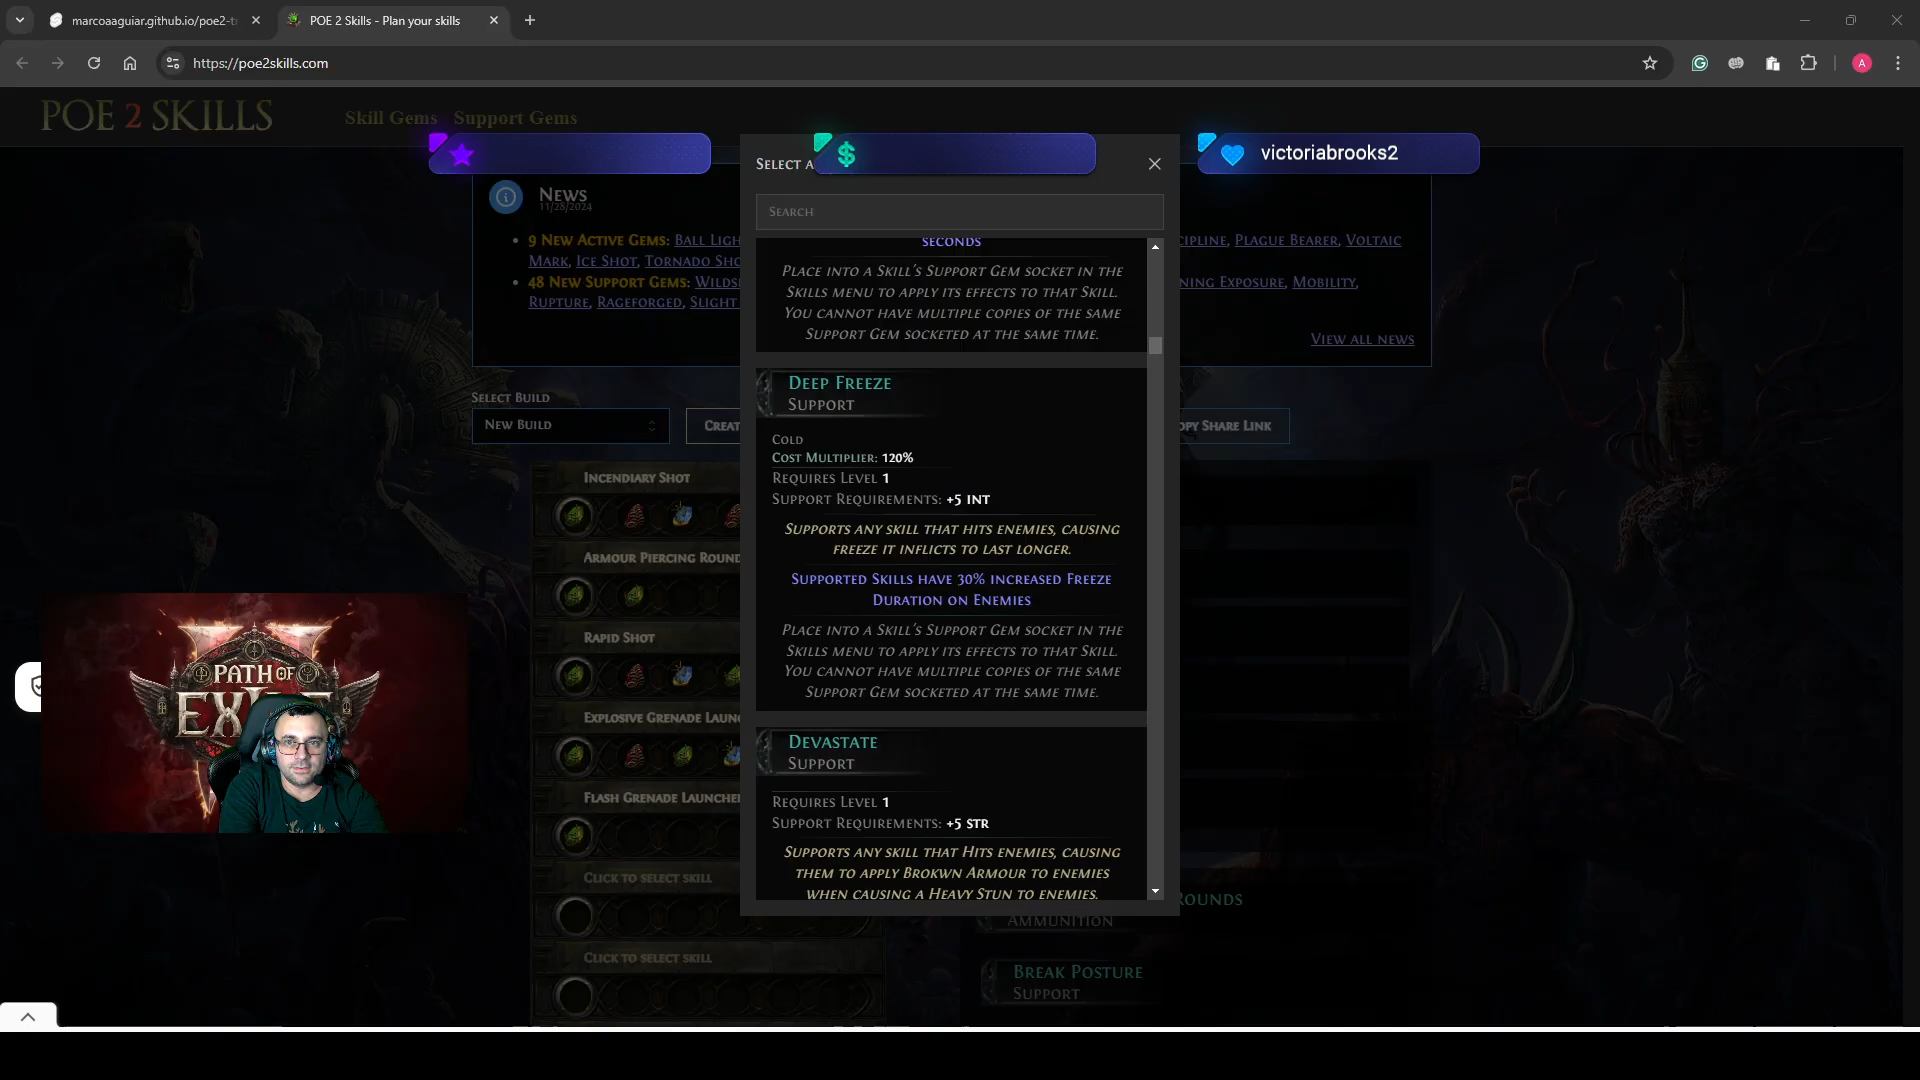 marcoaaguiar.github.io/poe2-t
POE 2 Skills - Plan your skills
https://poe2skills.com
A
POE 2 SKILLS
Skill Gems
Support Gems
victoriabrooks2
SELECT A
SEARCH
NEWS
11/28/2024
9 NEW ACTIVE GEMS: BALL LIGH
CIPLINE, PLAGUE BEARER, VOLTAIC
MARK, ICE SHOT, TORNADO SHO
48 NEW SUPPORT GEMS: WILDS
NING EXPOSURE, MOBILITY,
RUPTURE, RAGEFORGED, SLIGHT
VIEW ALL NEWS
SELECT BUILD
NEW BUILD
CREAT
OPY SHARE LINK
INCENDIARY SHOT
ARMOUR PIERCING ROUND
RAPID SHOT
EXPLOSIVE GRENADE LAUN
FLASH GRENADE LAUNCHE
CLICK TO SELECT SKILL
CLICK TO SELECT SKILL
SECONDS
PLACE INTO A SKILL'S SUPPORT GEM SOCKET IN THE
SKILLS MENU TO APPLY ITS EFFECTS TO THAT SKILL.
YOU CANNOT HAVE MULTIPLE COPIES OF THE SAME
SUPPORT GEM SOCKETED AT THE SAME TIME.
DEEP FREEZE
SUPPORT
COLD
COST MULTIPLIER: 120%
REQUIRES LEVEL 1
SUPPORT REQUIREMENTS: +5 INT
SUPPORTS ANY SKILL THAT HITS ENEMIES, CAUSING
FREEZE IT INFLICTS TO LAST LONGER.
SUPPORTED SKILLS HAVE 30% INCREASED FREEZE
DURATION ON ENEMIES
PLACE INTO A SKILL'S SUPPORT GEM SOCKET IN THE
SKILLS MENU TO APPLY ITS EFFECTS TO THAT SKILL.
YOU CANNOT HAVE MULTIPLE COPIES OF THE SAME
SUPPORT GEM SOCKETED AT THE SAME TIME.
DEVASTATE
SUPPORT
REQUIRES LEVEL 1
SUPPORT REQUIREMENTS: +5 STR
SUPPORTS ANY SKILL THAT HITS ENEMIES, CAUSING
THEM TO APPLY BROKWN ARMOUR TO ENEMIES
WHEN CAUSING A HEAVY STUN TO ENEMIES.
ROUNDS
AMMUNITION
BREAK POSTURE
SUPPORT
PATH OF